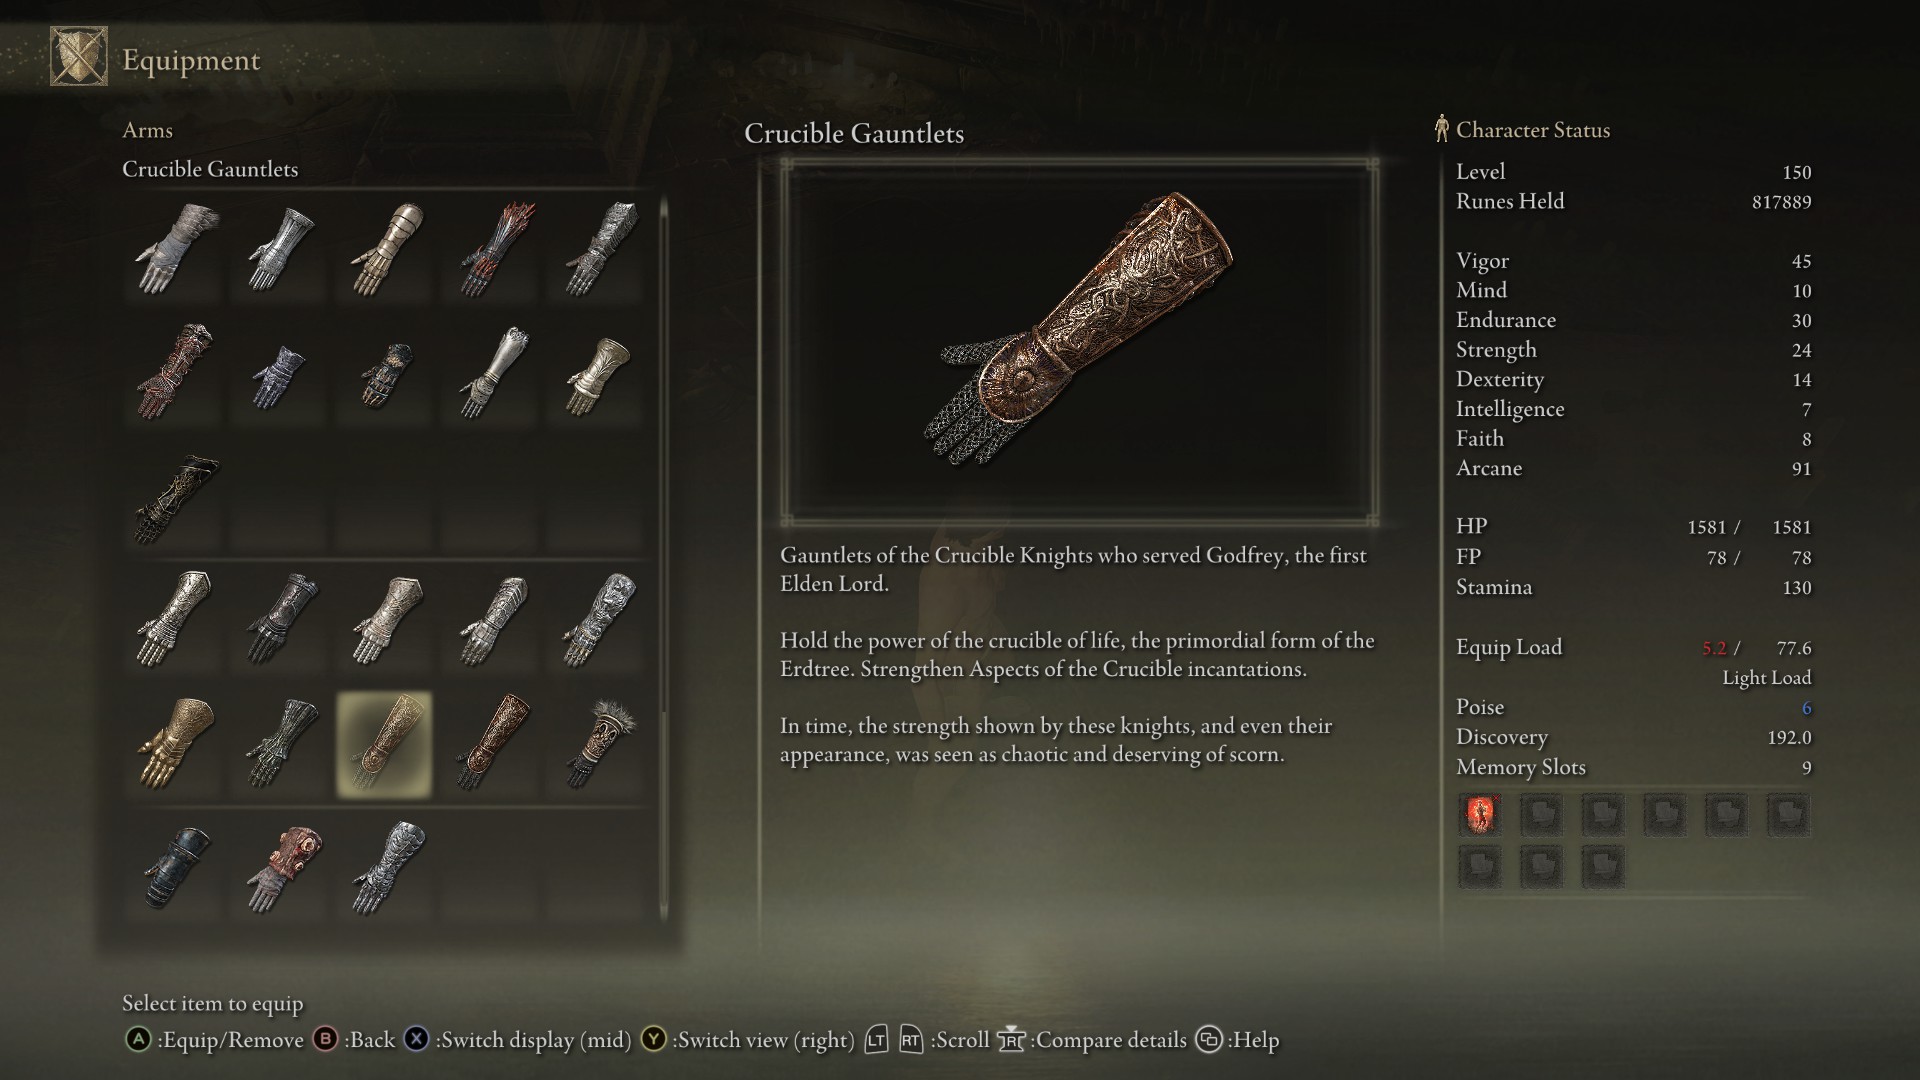 Equipment
Arms
Crucible Gauntlets
Crucible Gauntlets
Gauntlets of the Crucible Knights who served Godfrey, the first
Elden Lord.
Hold the power of the crucible of life, the primordial form of the
Erdtree. Strengthen Aspects of the Crucible incantations.
In time, the strength shown by these knights, and even their
appearance, was seen as chaotic and deserving of scorn.
Character Status
Level 150
Runes Held 817889
Vigor 45
Mind 10
Endurance 30
Strength 24
Dexterity 14
Intelligence 7
Faith 8
Arcane 91
HP 1581 / 1581
FP 78 / 78
Stamina 130
Equip Load 5.2 / 77.6
Light Load
Poise 6
Discovery 192.0
Memory Slots 9
Select item to equip
A :Equip/Remove B :Back X :Switch display (mid) Y :Switch view (right) LT RT :Scroll R :Compare details :Help